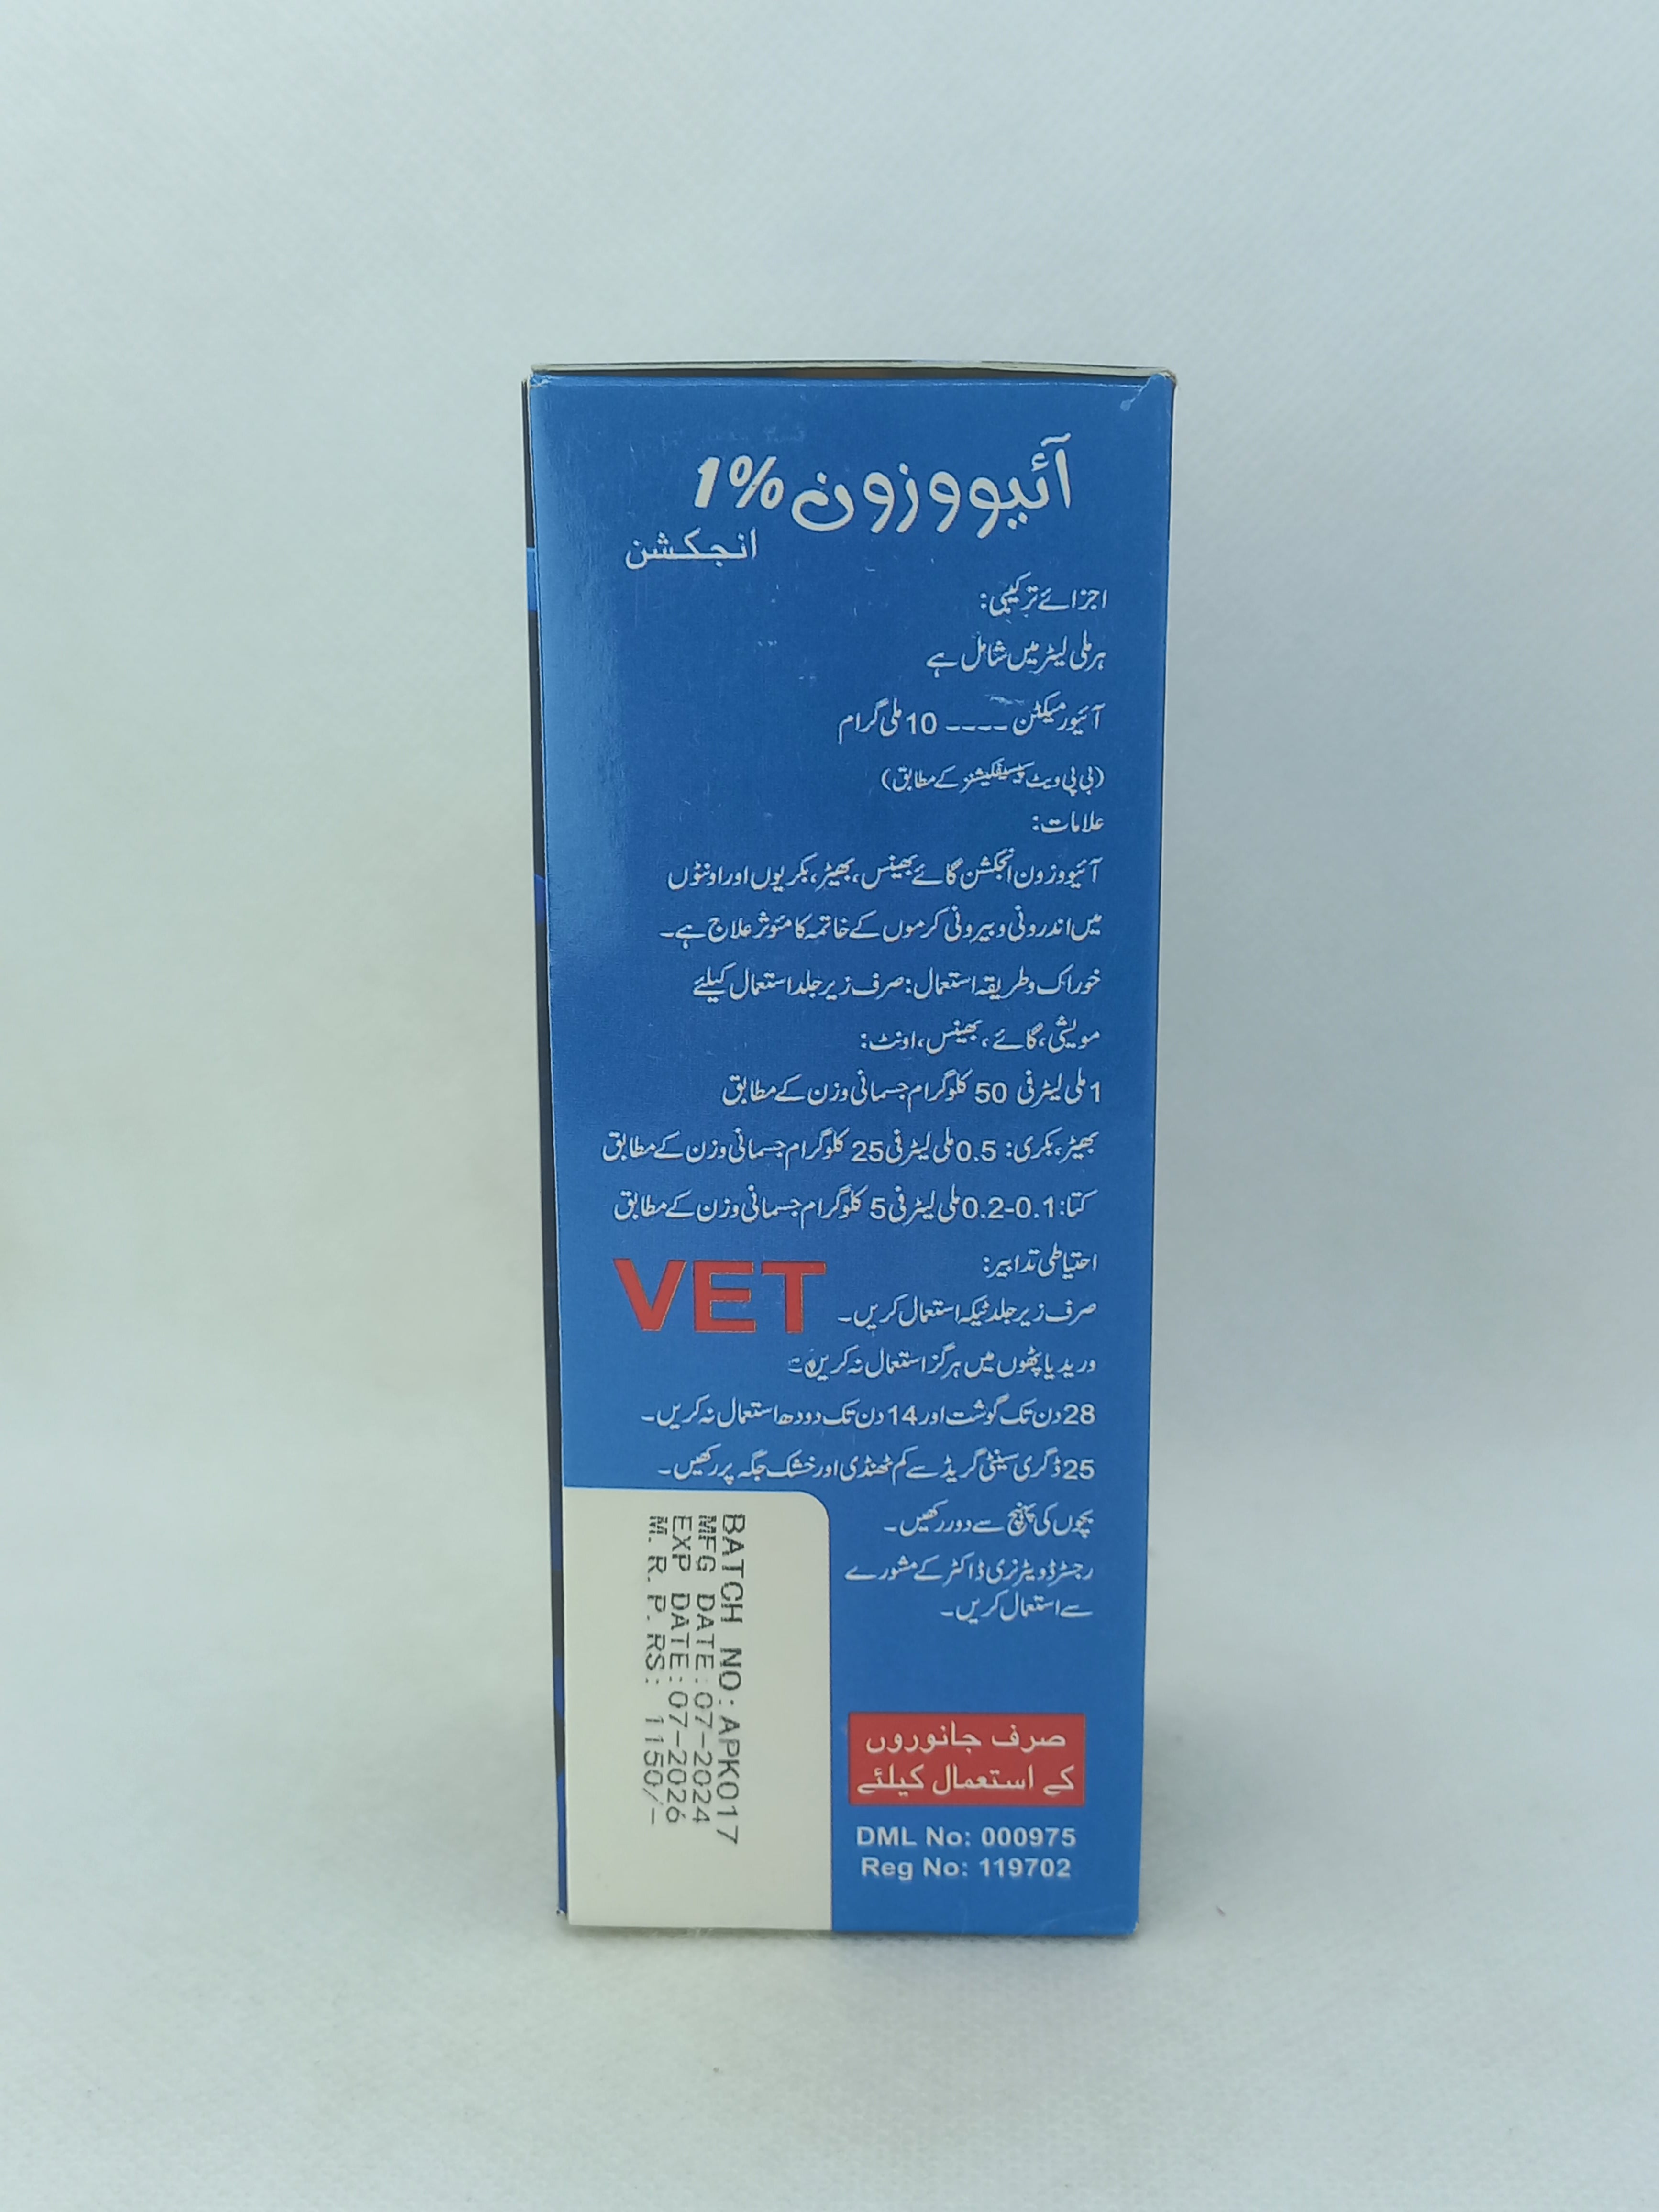 آئیووزون 1%
انجکشن
اجزائے ترکیبی:
ہر ملی لیٹر میں شامل ہے
آئیورمیکٹن ---- 10 ملی گرام
(بی پی ویٹ سپیسفکیشنز کے مطابق)
علامات:
آئیووزون انجکشن گائے بھینس، بھیڑ، بکریوں اور اونٹوں
میں اندرونی و بیرونی کرموں کے خاتمہ کا مئوثر علاج ہے۔
خوراک و طریقہ استعمال: صرف زیر جلد استعمال کیلئے
مویشی، گائے، بھینس، اونٹ:
1 ملی لیٹر فی 50 کلوگرام جسمانی وزن کے مطابق
بھیڑ، بکری: 0.5 ملی لیٹر فی 25 کلوگرام جسمانی وزن کے مطابق
کتا: 0.1-0.2 ملی لیٹر فی 5 کلوگرام جسمانی وزن کے مطابق
احتیاطی تدابیر:
صرف زیر جلد ٹیکہ استعمال کریں۔
VET
ورید یا پٹھوں میں ہرگز استعمال نہ کریں۔
28 دن تک گوشت اور 14 دن تک دودھ استعمال نہ کریں۔
25 ڈگری سینٹی گریڈ سے کم ٹھنڈی اور خشک جگہ پر رکھیں۔
بچوں کی پہنچ سے دور رکھیں۔
رجسٹرڈ ویٹرنری ڈاکٹر کے مشورے
سے استعمال کریں۔
صرف جانوروں
کے استعمال کیلئے
DML No: 000975
Reg No: 119702
BATCH NO: APK017
MFG DATE: 07-2024
EXP DATE: 07-2026
M. R. P. RS: 1150/-